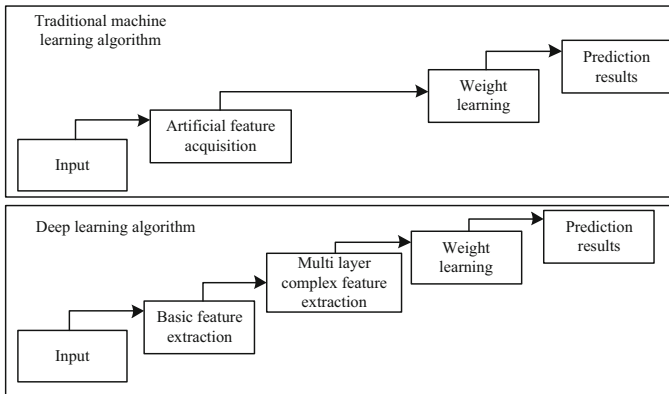 Traditional machine
learning algorithm
Input
Artificial feature
acquisition
Weight
learning
Prediction
results
Deep learning algorithm
Input
Basic feature
extraction
Multi layer
complex feature
extraction
Weight
learning
Prediction
results